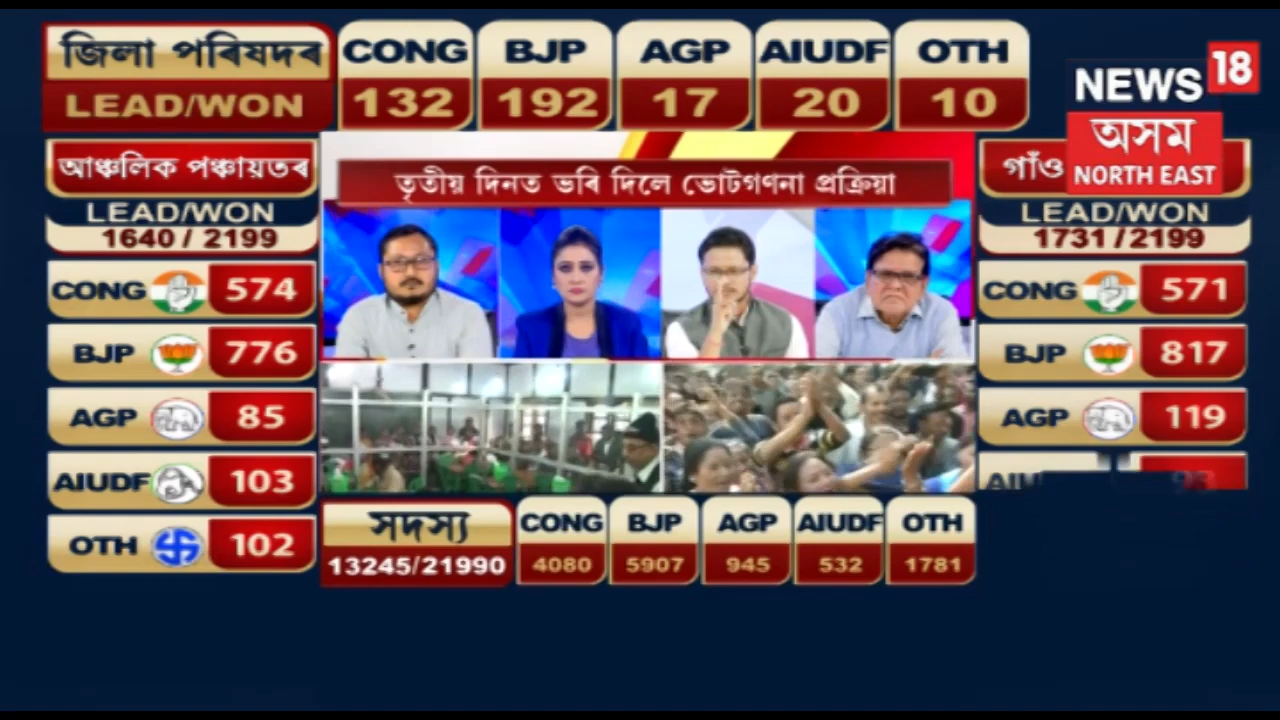 জিলা পৰিষদৰ
LEAD/WON
CONG BJP AGP AIUDF OTH
132 192 17 20 10
NEWS 18
অসম
NORTH EAST
আঞ্চলিক পঞ্চায়তৰ
LEAD/WON
1640 / 2199
CONG 574
BJP 776
AGP 85
AIUDF 103
OTH 102
তৃতীয় দিনত ভৰি দিলে ভোটগণনা প্ৰক্ৰিয়া
গাঁও
LEAD/WON
1731 / 2199
CONG 571
BJP 817
AGP 119
সদস্য
13245/21990
CONG BJP AGP AIUDF OTH
4080 5907 945 532 1781